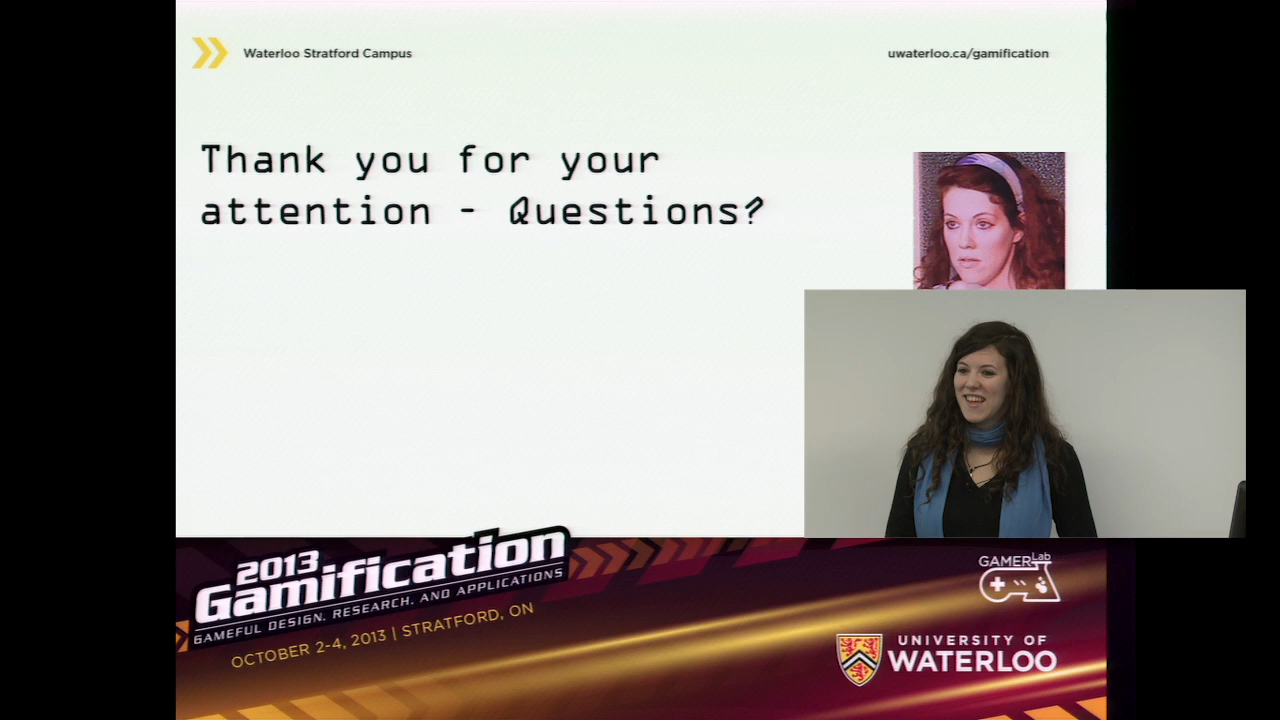 Waterloo Stratford Campus
uwaterloo.ca/gamification
Thank you for your
attention - Questions?
2013
Gamification
GAMEFUL DESIGN, RESEARCH, AND APPLICATIONS
OCTOBER 2-4, 2013 | STRATFORD, ON
GAMER Lab
UNIVERSITY OF
WATERLOO